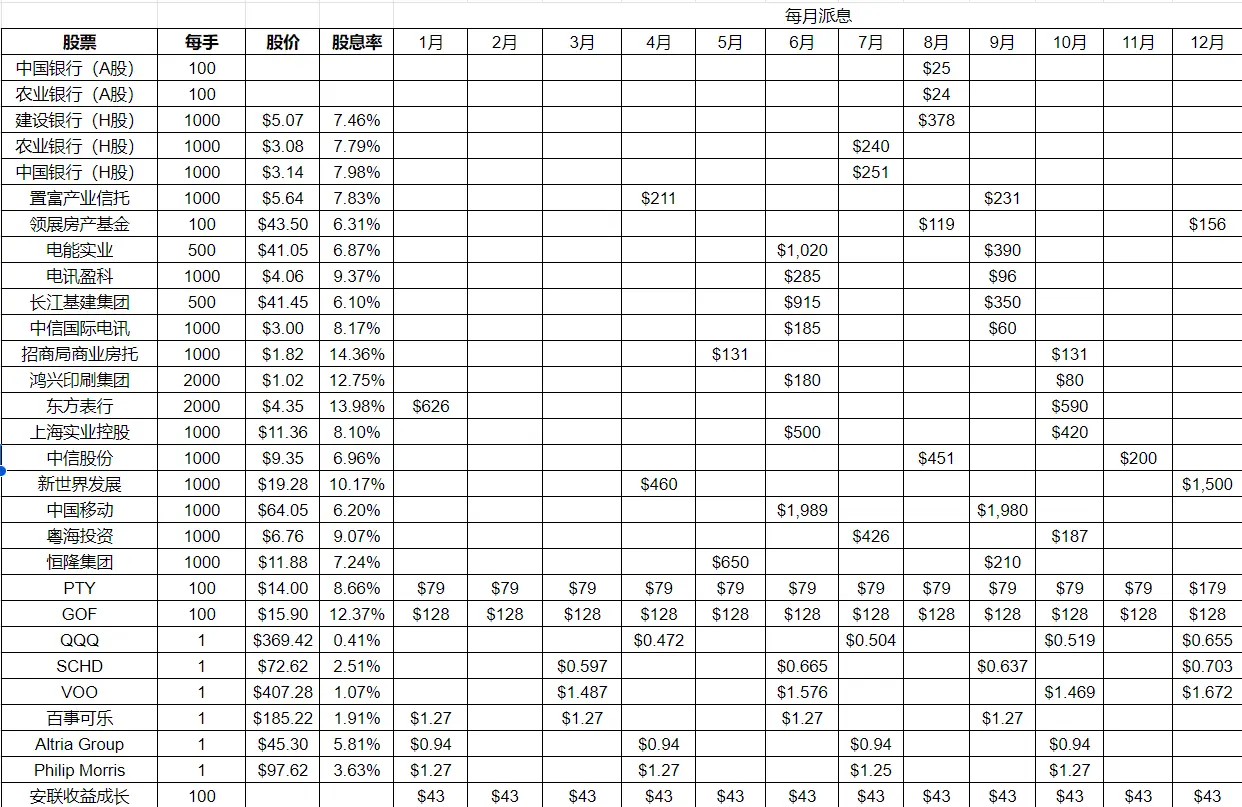 每月派息
股票 每手 股价 股息率 1月 2月 3月 4月 5月 6月 7月 8月 9月 10月 11月 12月
中国银行（A股） 100 $25
农业银行（A股） 100 $24
建设银行（H股） 1000 $5.07 7.46% $378
农业银行（H股） 1000 $3.08 7.79% $240
中国银行（H股） 1000 $3.14 7.98% $251
置富产业信托 1000 $5.64 7.83% $211 $231
领展房产基金 100 $43.50 6.31% $119 $156
电能实业 500 $41.05 6.87% $1,020 $390
电讯盈科 1000 $4.06 9.37% $285 $96
长江基建集团 500 $41.45 6.10% $915 $350
中信国际电讯 1000 $3.00 8.17% $185 $60
招商局商业房托 1000 $1.82 14.36% $131 $131
鸿兴印刷集团 2000 $1.02 12.75% $180 $80
东方表行 2000 $4.35 13.98% $626 $590
上海实业控股 1000 $11.36 8.10% $500 $420
中信股份 1000 $9.35 6.96% $451 $200
新世界发展 1000 $19.28 10.17% $460 $1,500
中国移动 1000 $64.05 6.20% $1,989 $1,980
粤海投资 1000 $6.76 9.07% $426 $187
恒隆集团 1000 $11.88 7.24% $650 $210
PTY 100 $14.00 8.66% $79 $79 $79 $79 $79 $79 $79 $79 $79 $79 $79 $179
GOF 100 $15.90 12.37% $128 $128 $128 $128 $128 $128 $128 $128 $128 $128 $128 $128
QQQ 1 $369.42 0.41% $0.472 $0.504 $0.519 $0.655
SCHD 1 $72.62 2.51% $0.597 $0.665 $0.637 $0.703
VOO 1 $407.28 1.07% $1.487 $1.576 $1.469 $1.672
百事可乐 1 $185.22 1.91% $1.27 $1.27 $1.27 $1.27
Altria Group 1 $45.30 5.81% $0.94 $0.94 $0.94 $0.94
Philip Morris 1 $97.62 3.63% $1.27 $1.27 $1.25 $1.27
安联收益成长 100 $43 $43 $43 $43 $43 $43 $43 $43 $43 $43 $43 $43